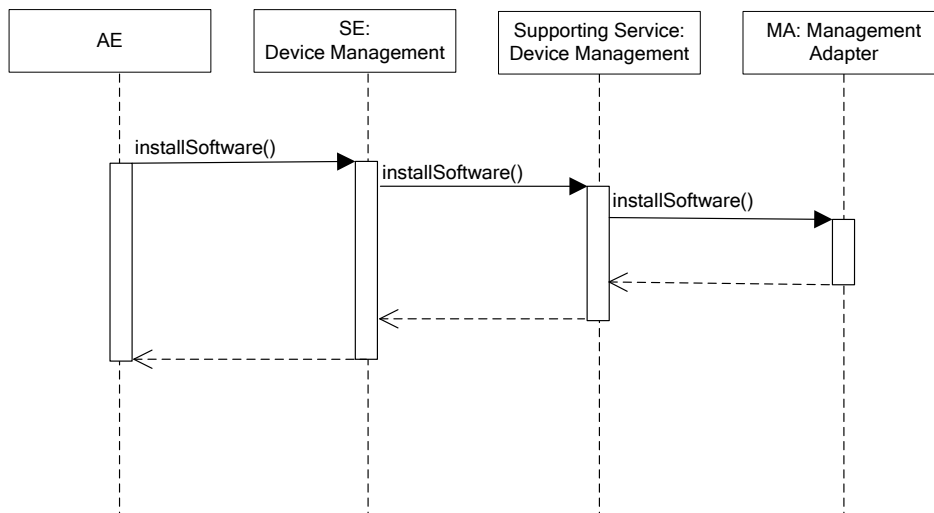 AE
SE:
Device Management
Supporting Service:
Device Management
MA: Management
Adapter
installSoftware()
installSoftware()
installSoftware()